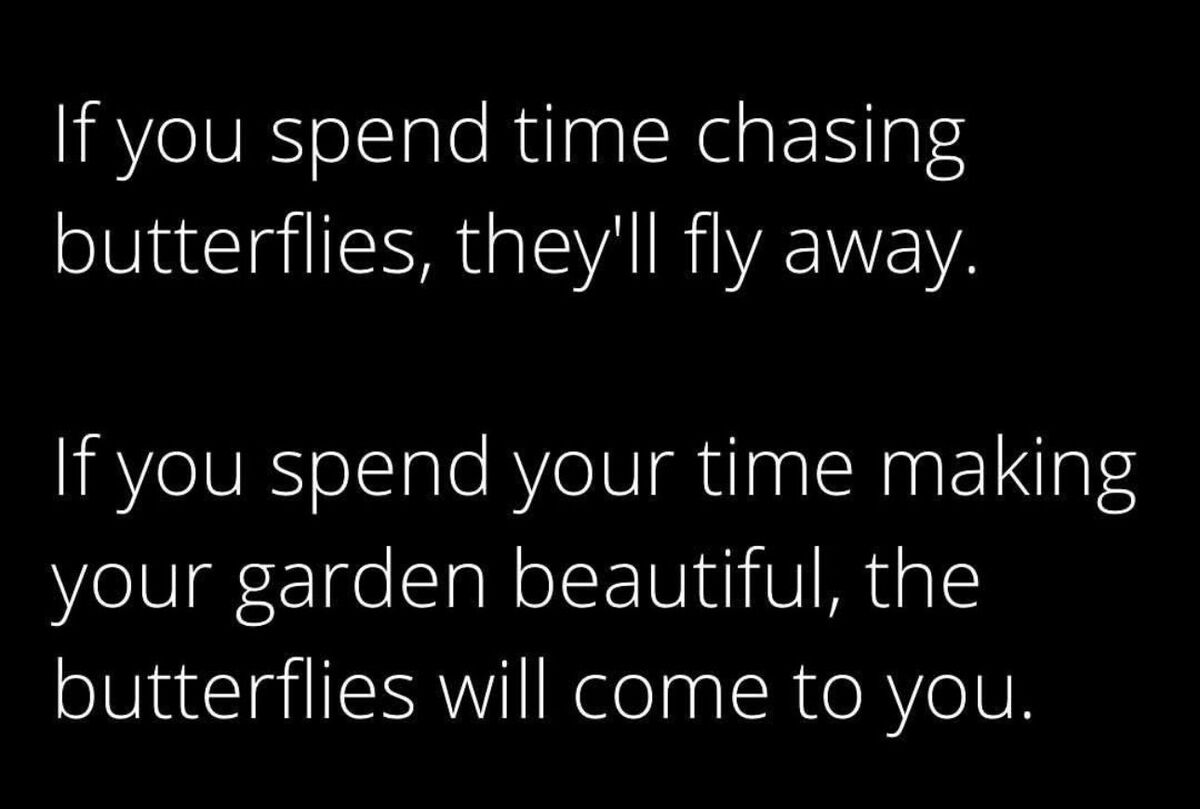 If you spend time chasing
butterflies, they'll fly away.
If you spend your time making
your garden beautiful, the
butterflies will come to you.